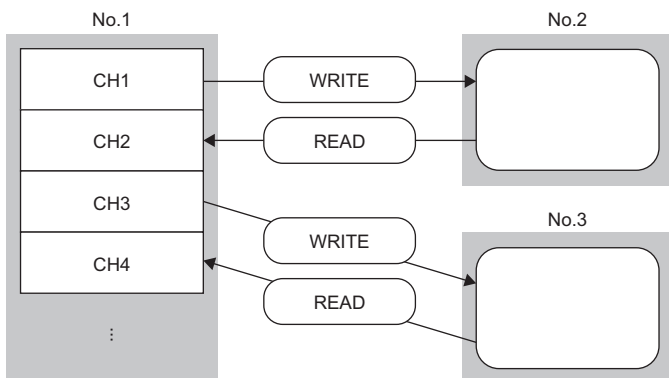 No.1
No.2
CH1
WRITE
CH2
READ
CH3
No.3
WRITE
CH4
READ
⋮